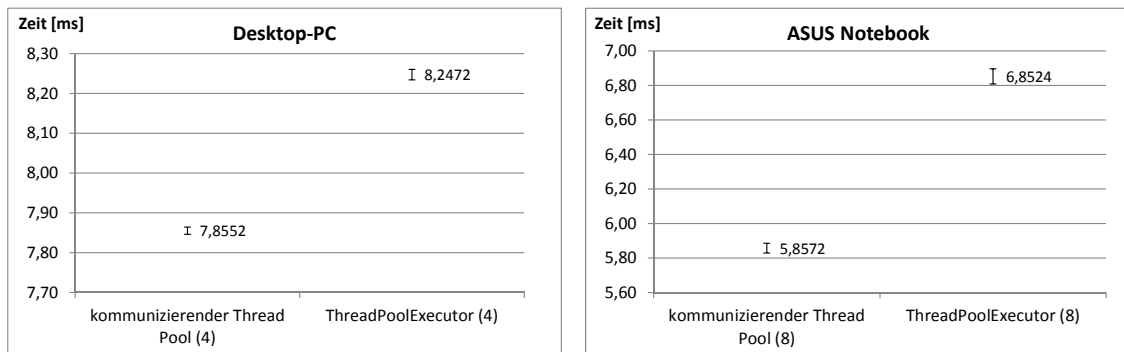 Zeit [ms]
Desktop-PC
8,30
8,20
8,10
8,00
7,90
7,80
7,70
8,2472
7,8552
kommunizierender Thread
Pool (4)
ThreadPoolExecutor (4)
Zeit [ms]
ASUS Notebook
7,00
6,80
6,60
6,40
6,20
6,00
5,80
5,60
6,8524
5,8572
kommunizierender Thread
Pool (8)
ThreadPoolExecutor (8)